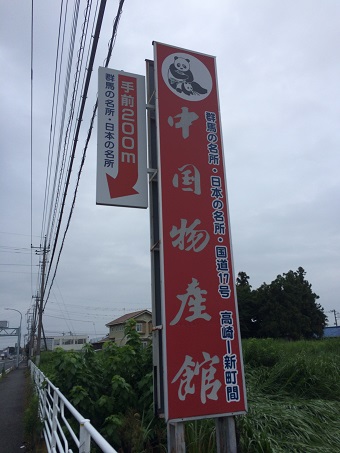 手前200m
群馬の名所・日本の名所
中国物産館
群馬の名所・日本の名所・国道17号 高崎―新町間